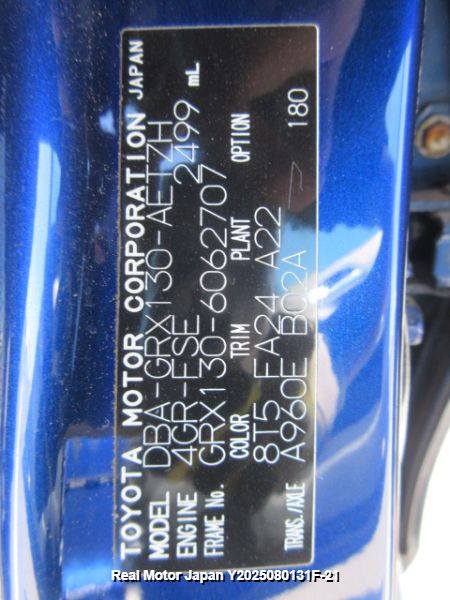 TOYOTA MOTOR CORPORATION JAPAN
MODEL DBA-GRX130-AETZH
ENGINE 4GR-FSE 2499 mL
FRAME No. GRX130-6062707
COLOR TRIM PLANT OPTION
8T5 FA24 A22
TRANS./AXLE A960E B02A 180
Real Motor Japan Y2025080131F-21